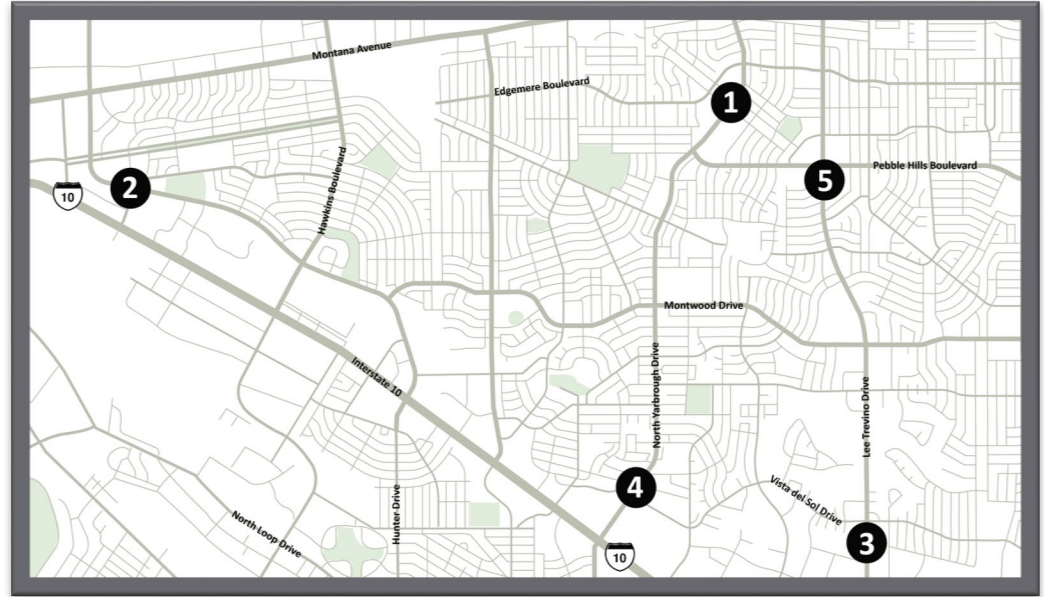 Montana Avenue
Edgemere Boulevard
1
Hawkins Boulevard
Pebble Hills Boulevard
5
2
10
Montwood Drive
Interstate 10
North Yarbrough Drive
Lee Trevino Drive
4
Vista del Sol Drive
Hunter Drive
North Loop Drive
3
10